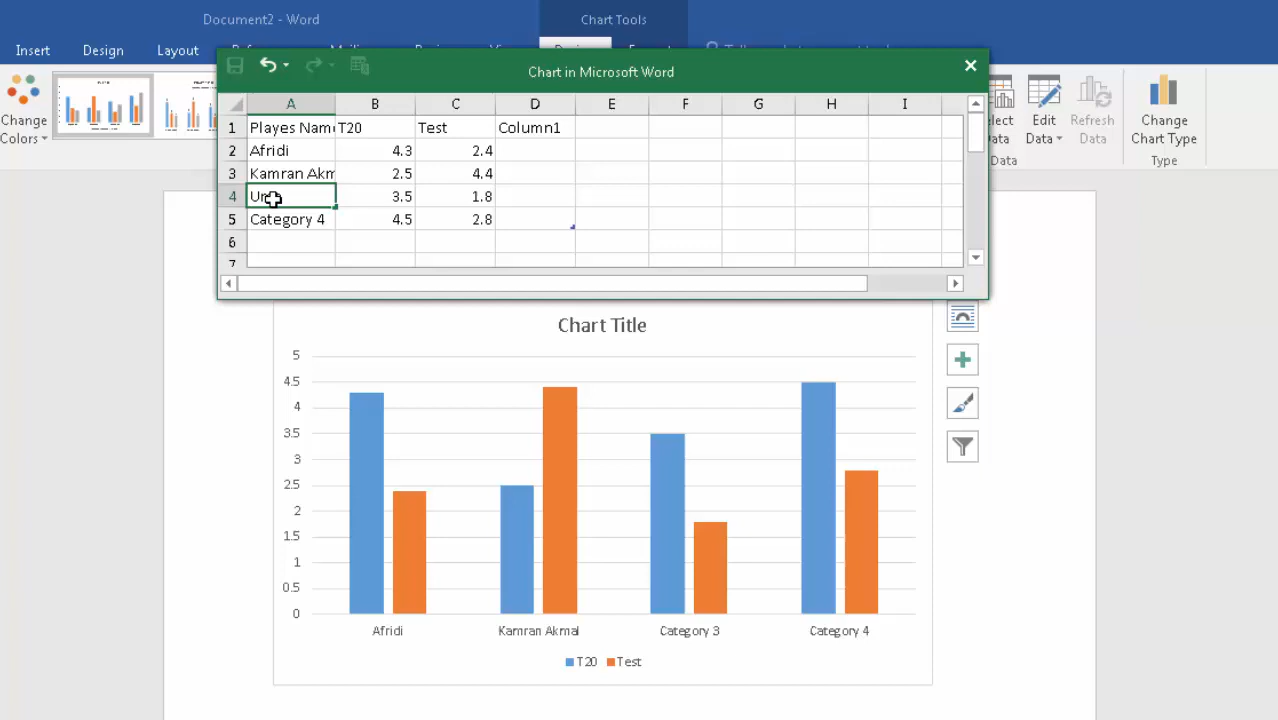 Document2 - Word
Chart Tools
Insert
Design
Layout
Chart in Microsoft Word
Change
Colors
Edit
Data
Refresh
Data
Change
Chart Type
Data
Type
A B C D E F G H I
1 Playes Nam T20 Test Column1
2 Afridi 4.3 2.4
3 Kamran Akm 2.5 4.4
4 3.5 1.8
5 Category 4 4.5 2.8
6
7
Chart Title
5
4.5
4
3.5
3
2.5
2
1.5
1
0.5
0
Afridi Kamran Akmal Category 3 Category 4
T20 Test